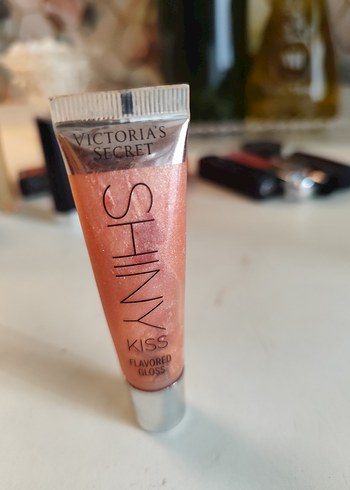 VICTORIA'S
SECRET
SHINY
KISS
FLAVORED
GLOSS